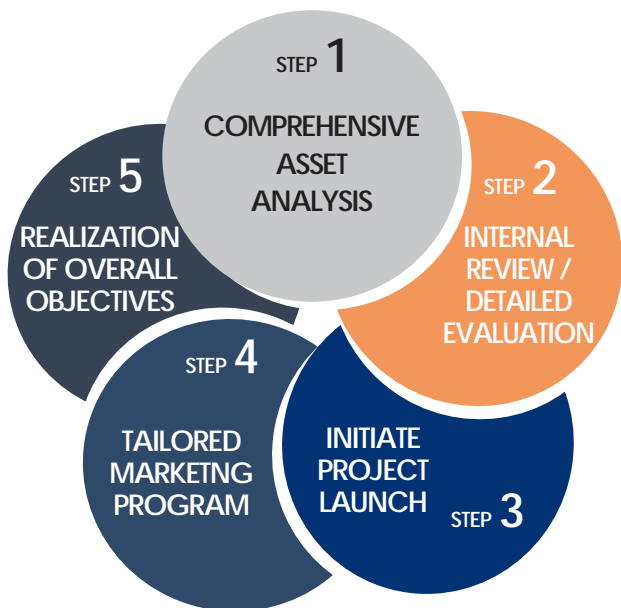 STEP 1
COMPREHENSIVE
ASSET
ANALYSIS
STEP 2
INTERNAL
REVIEW /
DETAILED
EVALUATION
INITIATE
PROJECT
LAUNCH
STEP 3
STEP 4
TAILORED
MARKETNG
PROGRAM
STEP 5
REALIZATION
OF OVERALL
OBJECTIVES